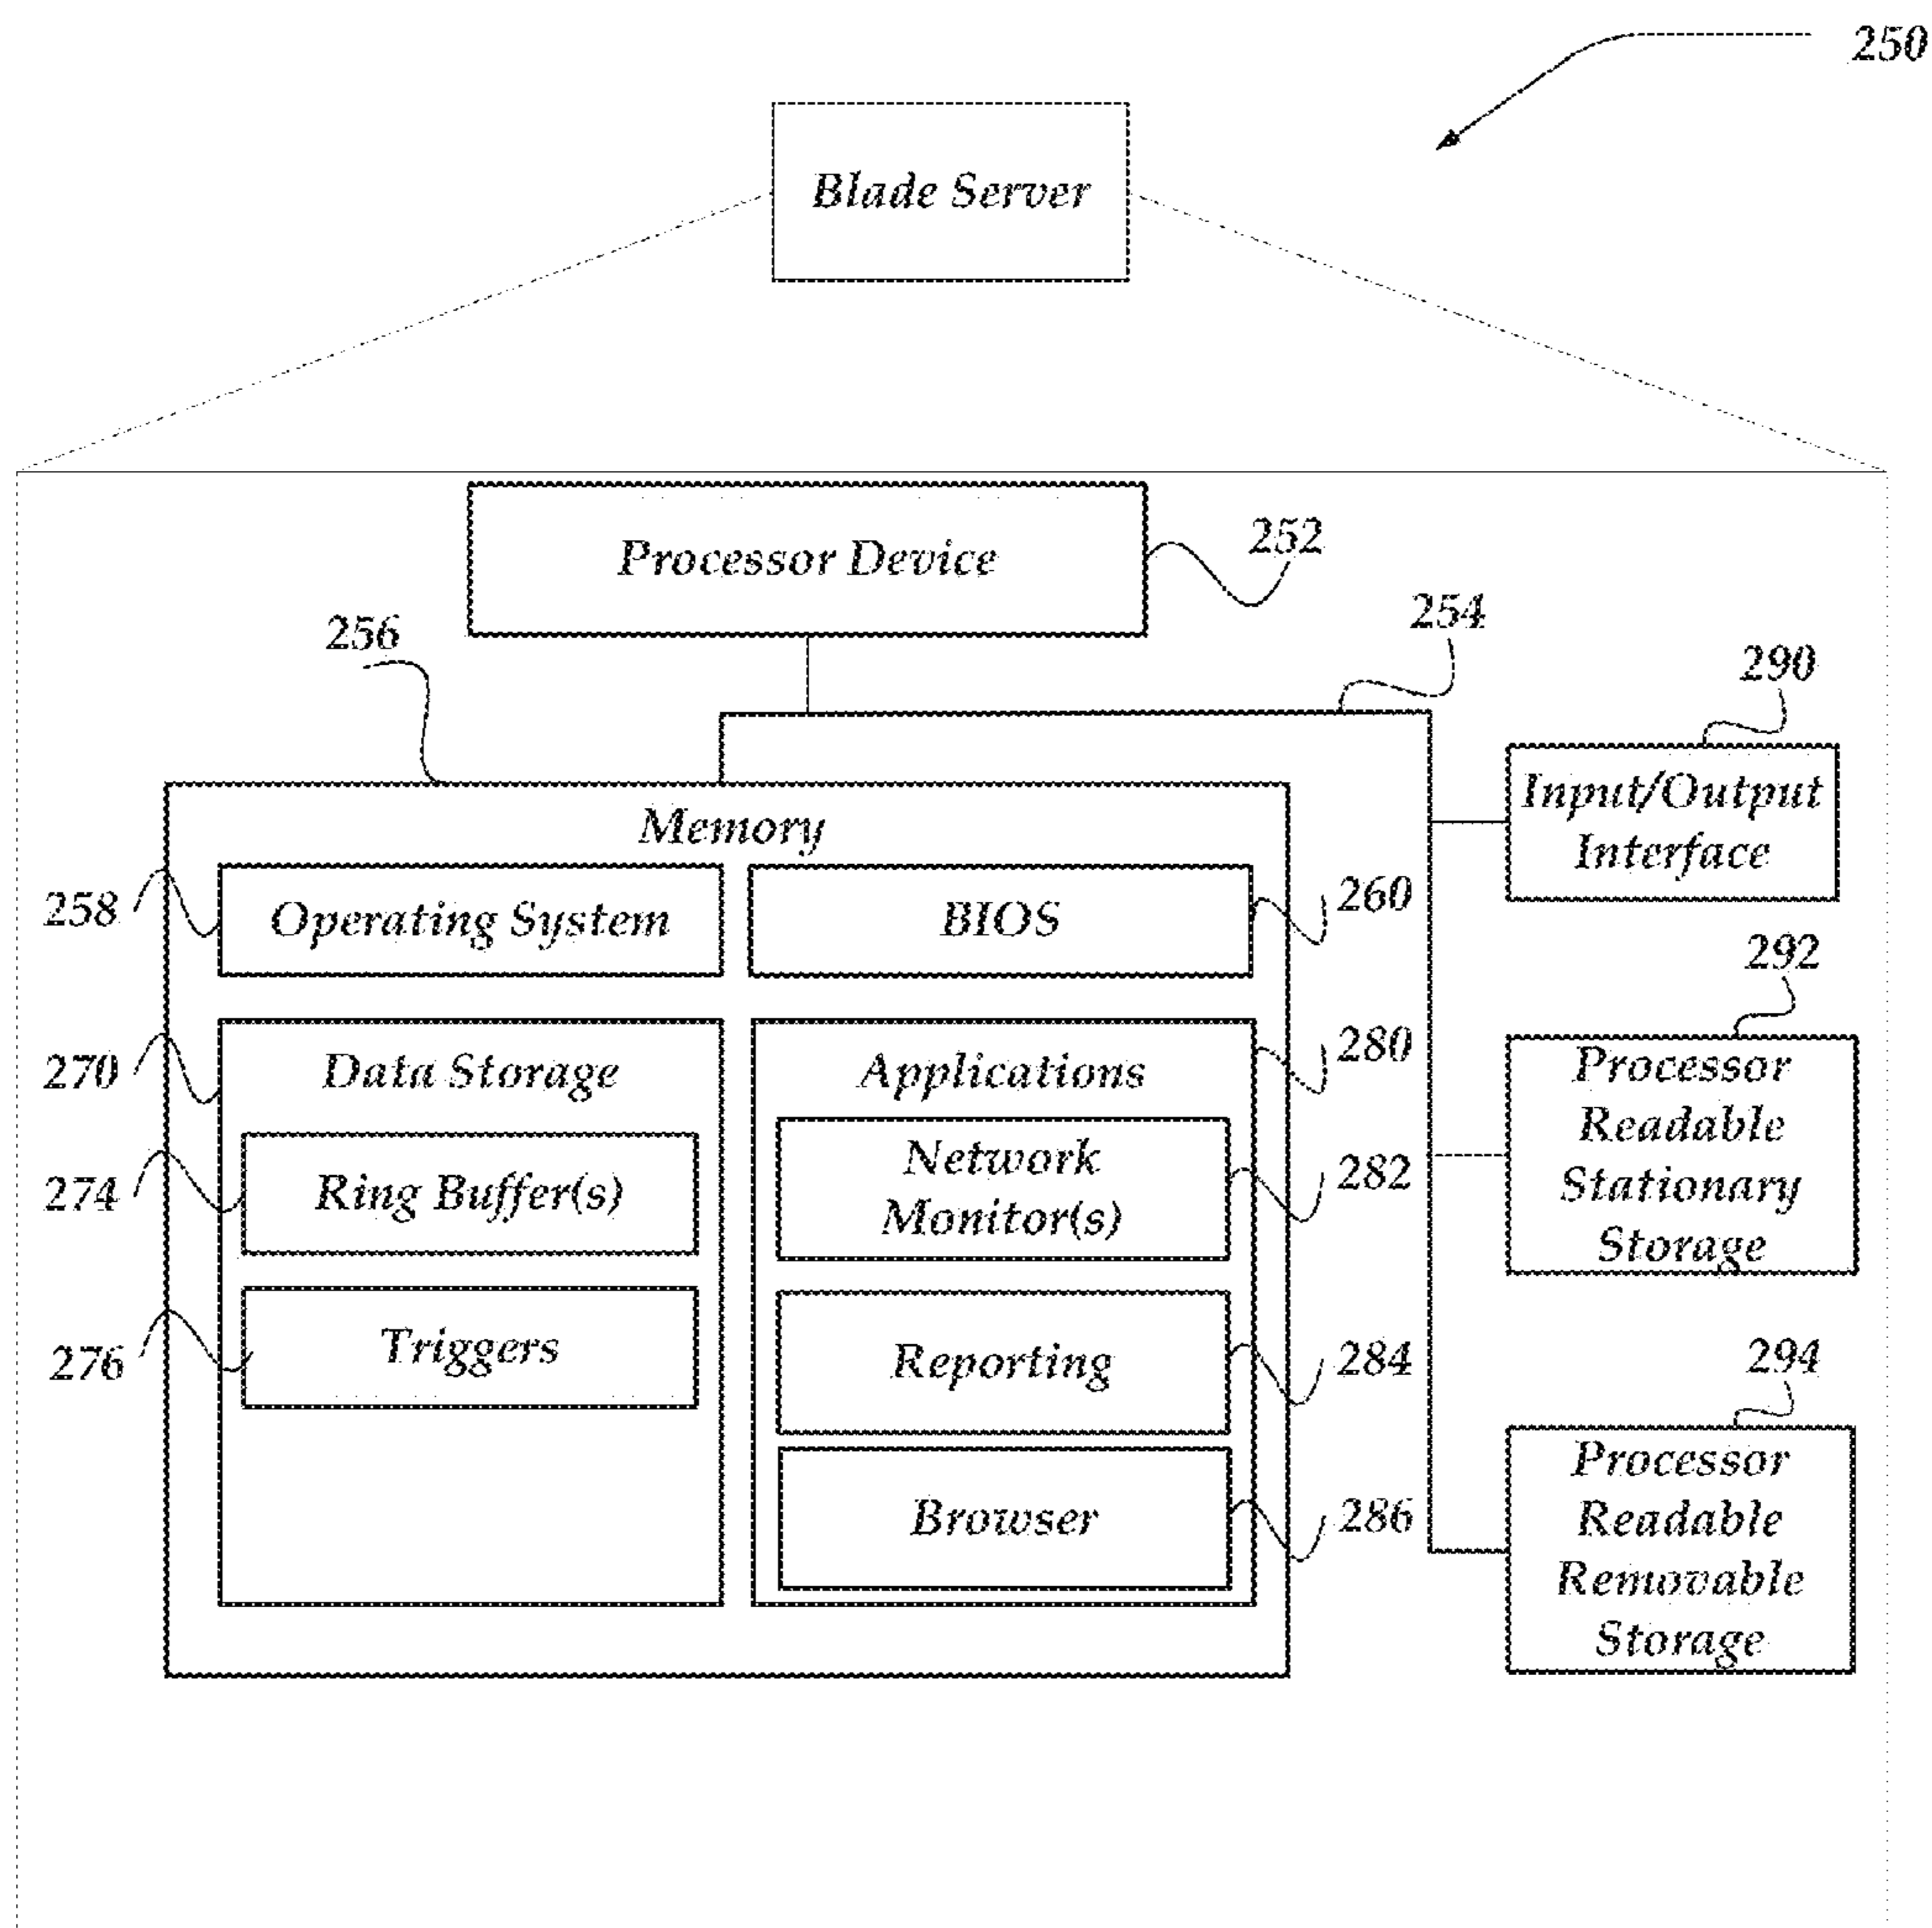 250
Blade Server
Processor Device
252
256
254
290
Input/Output
Interface
Memory
258
Operating System
BIOS
260
292
Processor
Readable
Stationary
Storage
270
Data Storage
Applications
280
274
Ring Buffer(s)
Network
Monitor(s)
282
276
Triggers
Reporting
284
294
Processor
Readable
Removable
Storage
Browser
286